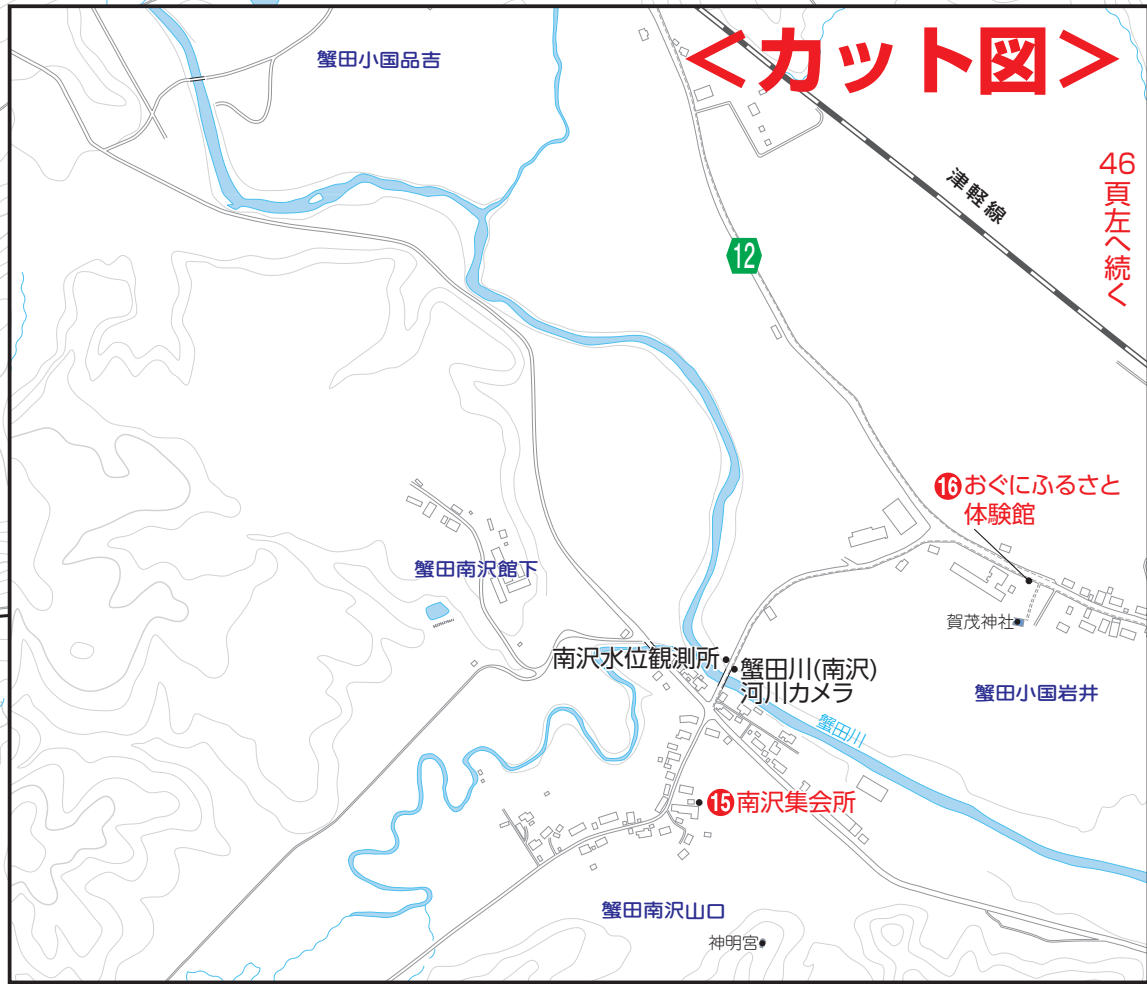 <カット図>
蟹田小国品吉
46頁左へ続く
津軽線
12
⓰おぐにふるさと
体験館
蟹田南沢館下
賀茂神社
南沢水位観測所
蟹田川(南沢)
河川カメラ
蟹田小国岩井
蟹田川
⓯南沢集会所
蟹田南沢山口
神明宮